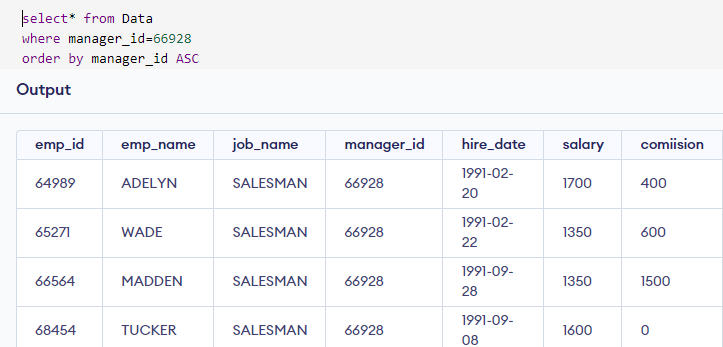 select* from Data
where manager_id=66928
order by manager_id ASC
Output
emp_id emp_name job_name manager_id hire_date salary comiision
64989 ADELYN SALESMAN 66928 1991-02-20 1700 400
65271 WADE SALESMAN 66928 1991-02-22 1350 600
66564 MADDEN SALESMAN 66928 1991-09-28 1350 1500
68454 TUCKER SALESMAN 66928 1991-09-08 1600 0